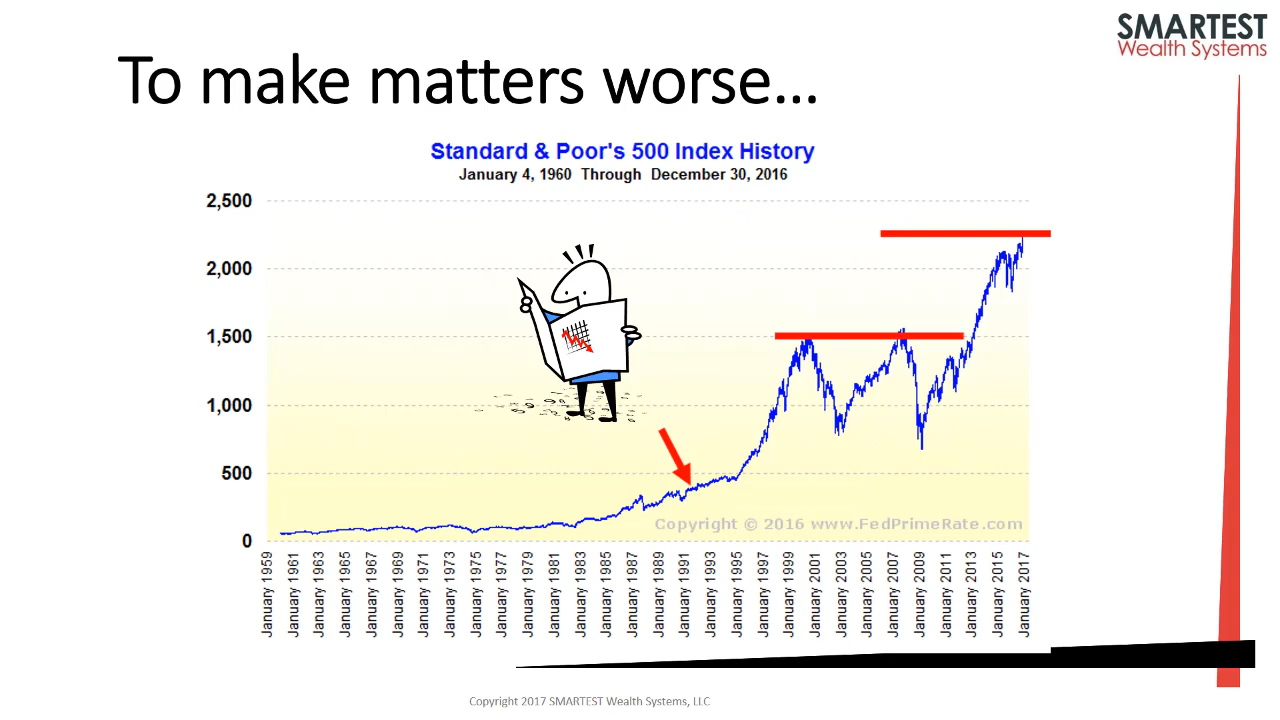 SMARTEST
Wealth Systems
To make matters worse...
Standard & Poor's 500 Index History
January 4, 1960 Through December 30, 2016
2,500
2,000
1,500
1,000
500
0
Copyright © 2016 www.FedPrimeRate.com
January 1959
January 1961
January 1963
January 1965
January 1967
January 1969
January 1971
January 1973
January 1975
January 1977
January 1979
January 1981
January 1983
January 1985
January 1987
January 1989
January 1991
January 1993
January 1995
January 1997
January 1999
January 2001
January 2003
January 2005
January 2007
January 2009
January 2011
January 2013
January 2015
January 2017
Copyright 2017 SMARTEST Wealth Systems, LLC